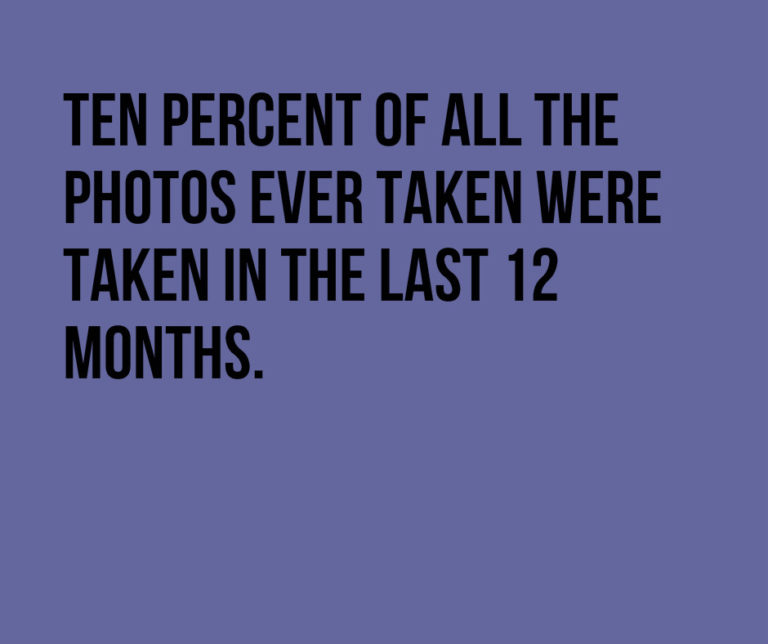 TEN PERCENT OF ALL THE
PHOTOS EVER TAKEN WERE
TAKEN IN THE LAST 12
MONTHS.